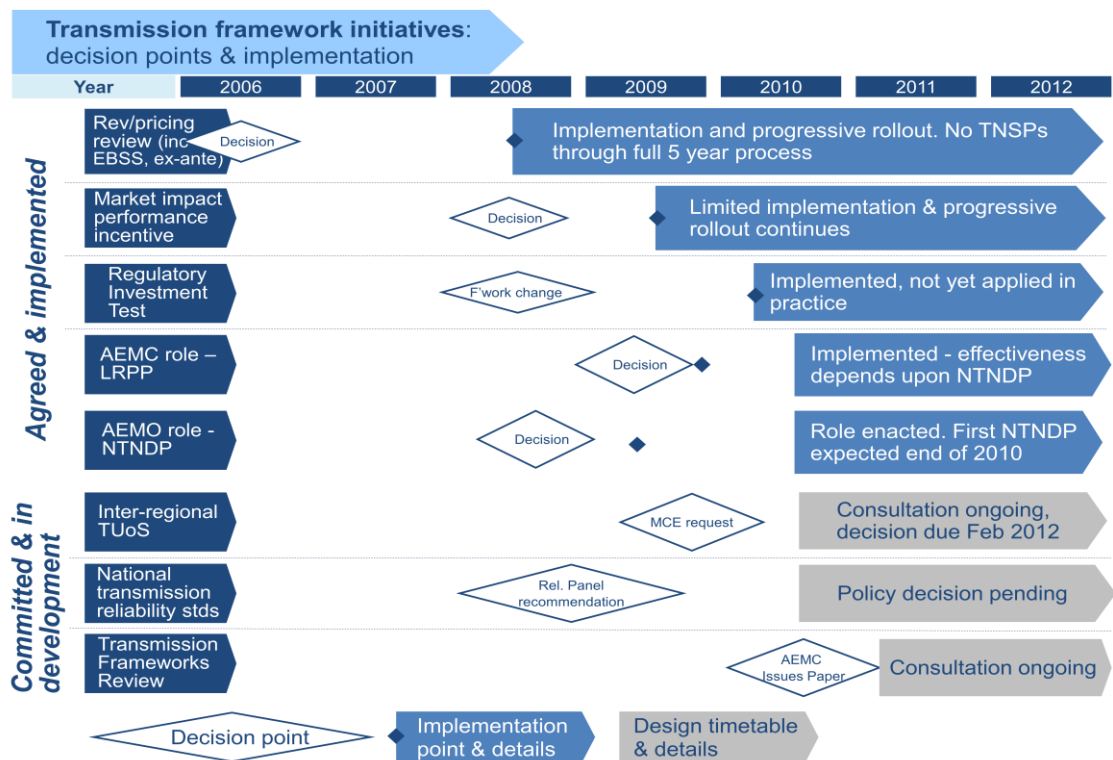 Transmission framework initiatives:
decision points & implementation
Year 2006 2007 2008 2009 2010 2011 2012
Agreed & implemented
Rev/pricing
review (inc
EBSS, ex-ante)
Decision
Implementation and progressive rollout. No TNSPs
through full 5 year process
Market impact
performance
incentive
Decision
Limited implementation & progressive
rollout continues
Regulatory
Investment
Test
F'work change
Implemented, not yet applied in
practice
AEMC role –
LRPP
Decision
Implemented - effectiveness
depends upon NTNDP
AEMO role -
NTNDP
Decision
Role enacted. First NTNDP
expected end of 2010
Committed & in
development
Inter-regional
TUoS
MCE request
Consultation ongoing,
decision due Feb 2012
National
transmission
reliability stds
Rel. Panel
recommendation
Policy decision pending
Transmission
Frameworks
Review
AEMC
Issues Paper
Consultation ongoing
Decision point
Implementation
point & details
Design timetable
& details